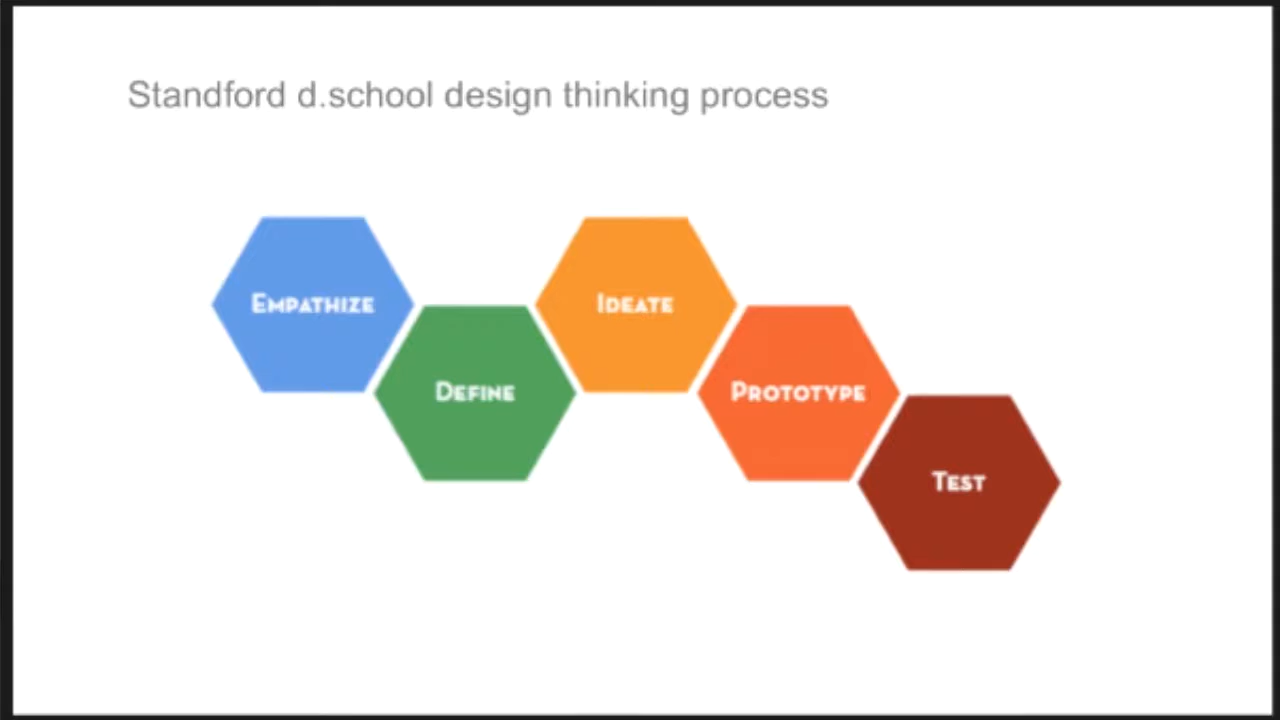 Standford d.school design thinking process
Empathize
Define
Ideate
Prototype
Test